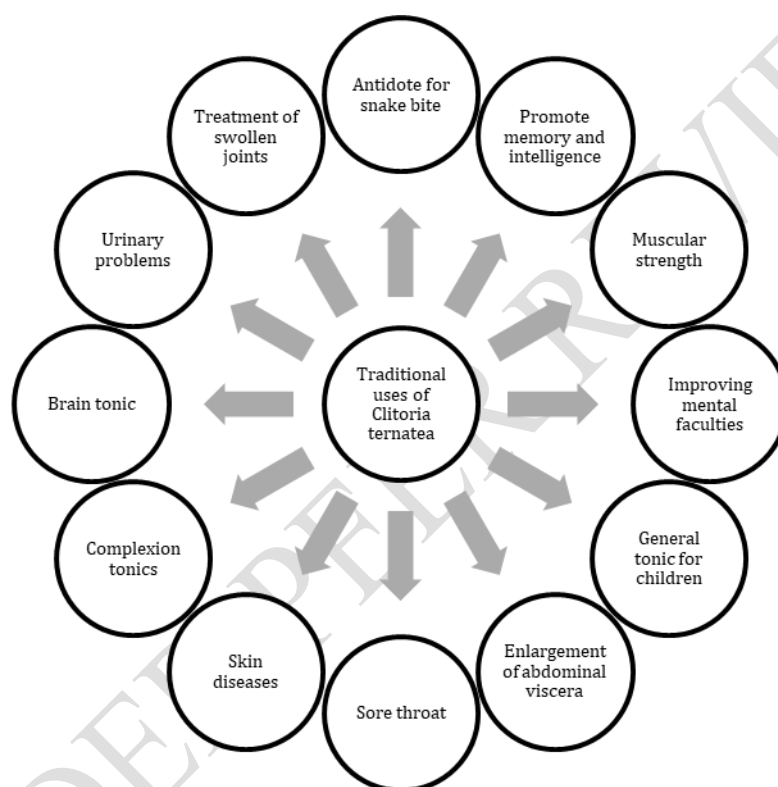 Antidote for
snake bite
Promote
memory and
intelligence
Muscular
strength
Improving
mental
faculties
General
tonic for
children
Enlargement
of abdominal
viscera
Sore throat
Skin
diseases
Complexion
tonics
Brain tonic
Urinary
problems
Treatment of
swollen
joints
Traditional
uses of
Clitoria
ternatea